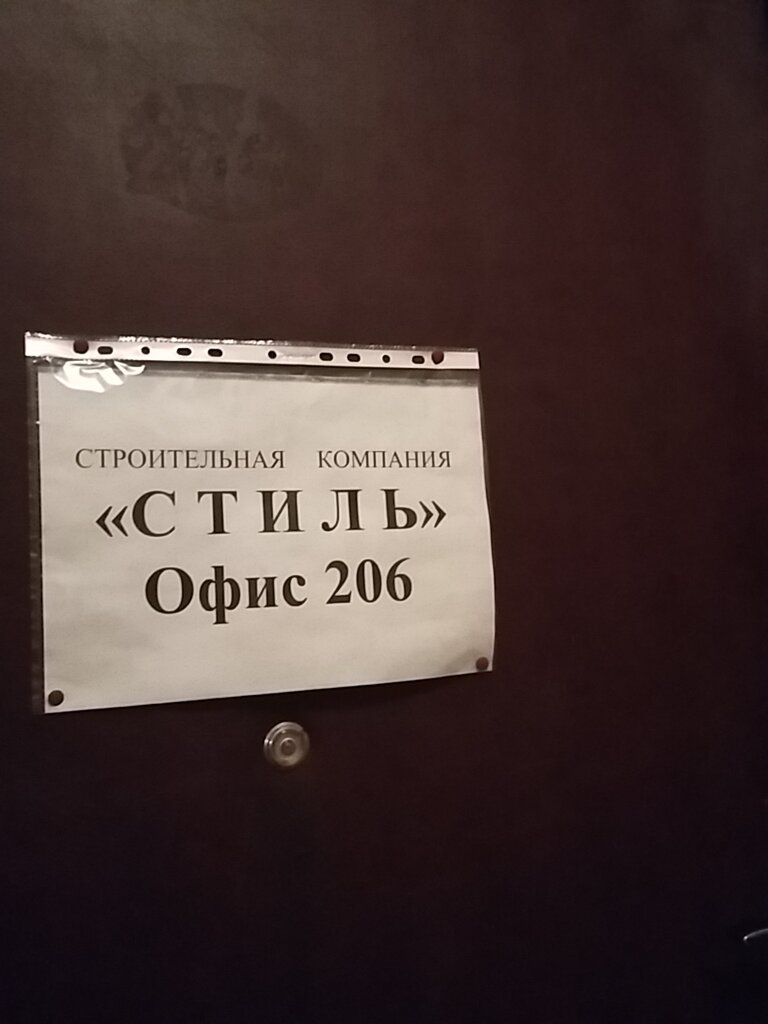 СТРОИТЕЛЬНАЯ КОМПАНИЯ
«С Т И Л Ь»
Офис 206